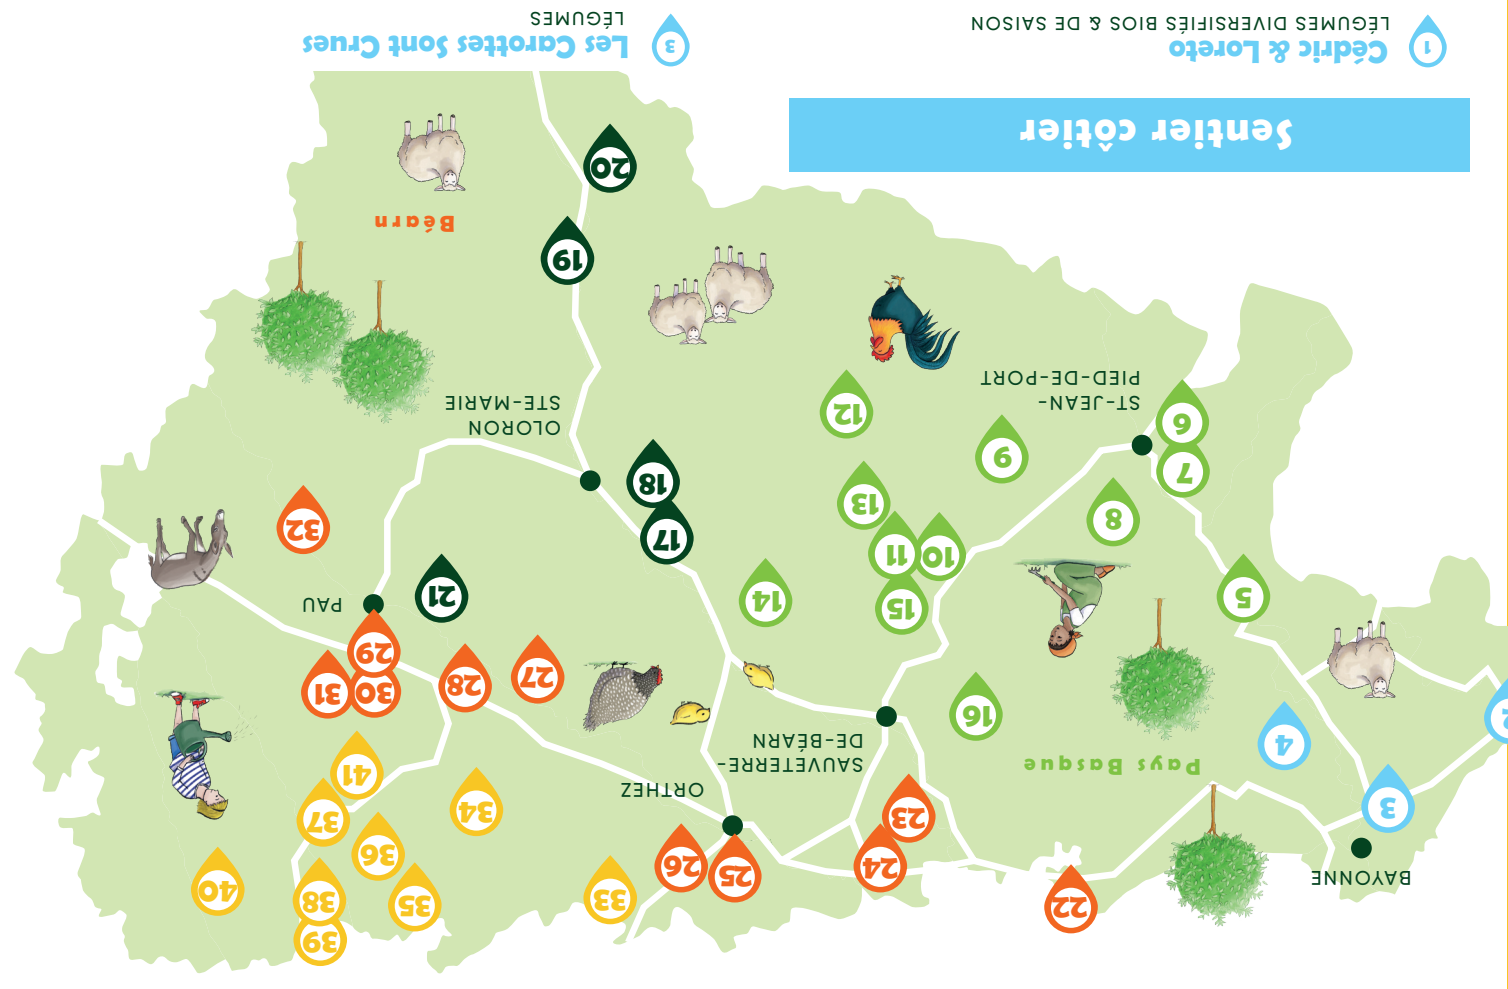 39
22
33
35
38
40
BAYONNE
25
26
24
36
37
23
34
3
ORTHEZ
41
Pays Basque
SAUVETERRE-
DE-BÉARN
4
2
16
30
31
28
27
29
15
PAU
14
5
21
10
11
17
32
8
13
18
7
9
OLORON
STE-MARIE
6
12
ST-JEAN-
PIED-DE-PORT
19
Béarn
20
Sentier côtier
1
Cédric & Loreto
LÉGUMES DIVERSIFIÉS BIOS & DE SAISON
3
Les Carottes Sont Crues
LÉGUMES